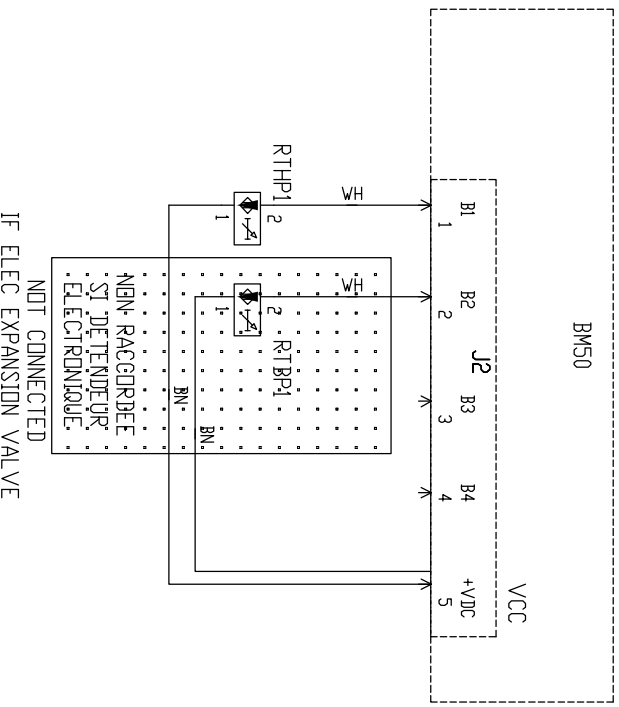 BM50
VCC
J2
B1
B2
B3
B4
+VDC
1
2
3
4
5
WH
WH
RTHP1
2
1
RTBP1
2
1
BN
BN
NON RACCORDEE
SI DETENDEUR
ELECTRONIQUE
NOT CONNECTED
IF ELEC EXPANSION VALVE